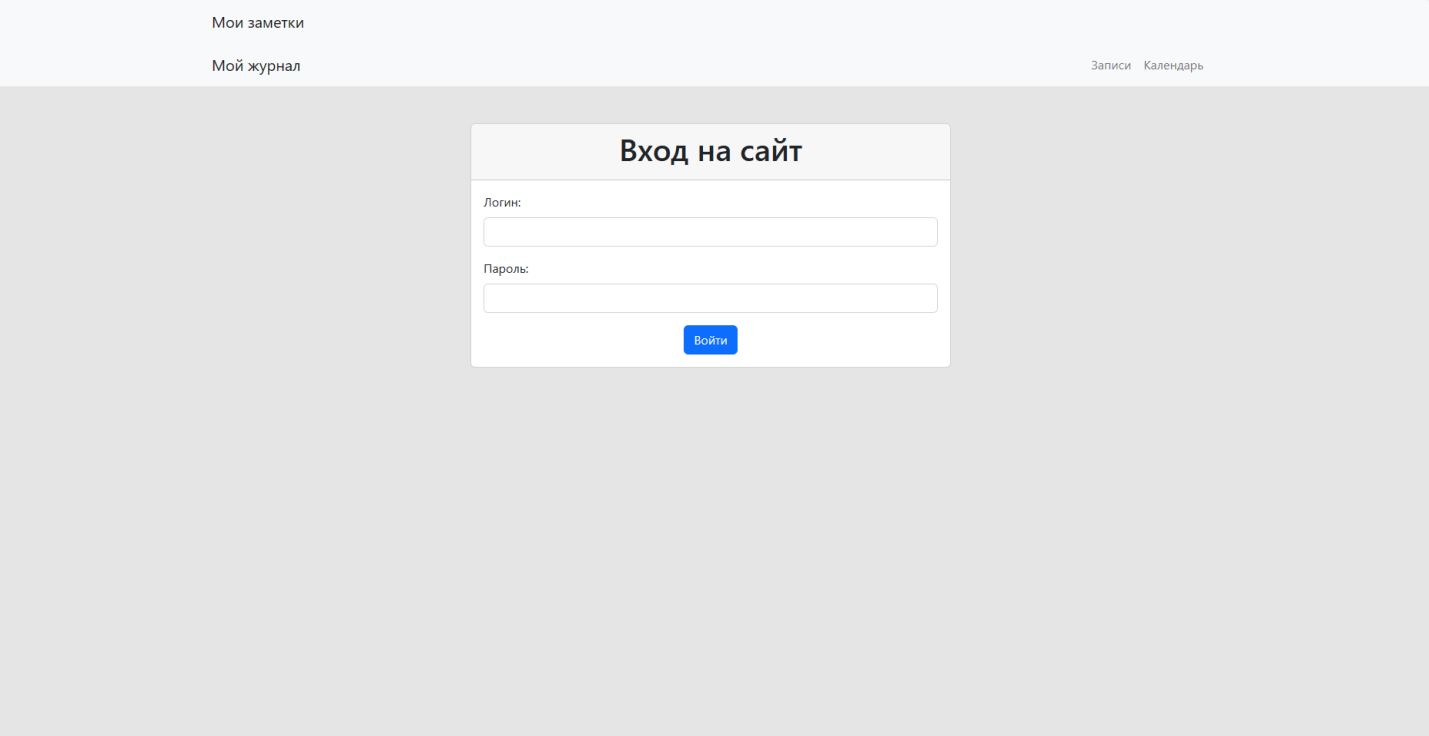 Мои заметки
Мой журнал Записи Календарь
Вход на сайт
Логин:
Пароль:
Войти